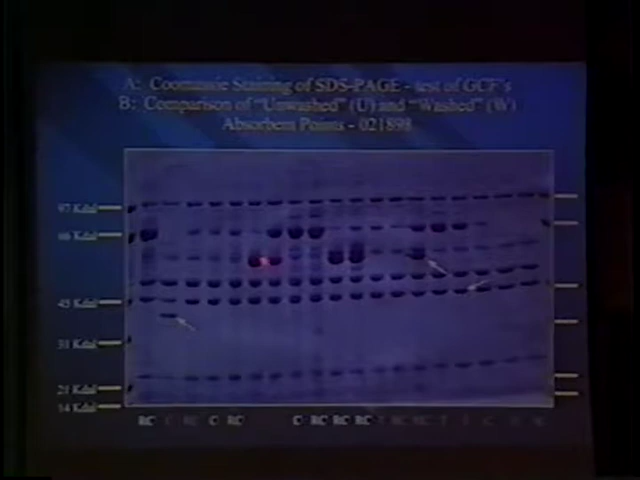 A: Coomassie Staining of SDS-PAGE - test of GCF's
B: Comparison of "Unwashed" (U) and "Washed" (W)
Absorbent Points - 021898
97 Kdal
66 Kdal
45 Kdal
31 Kdal
21 Kdal
14 Kdal
RC C RC C RC C RC RC RC